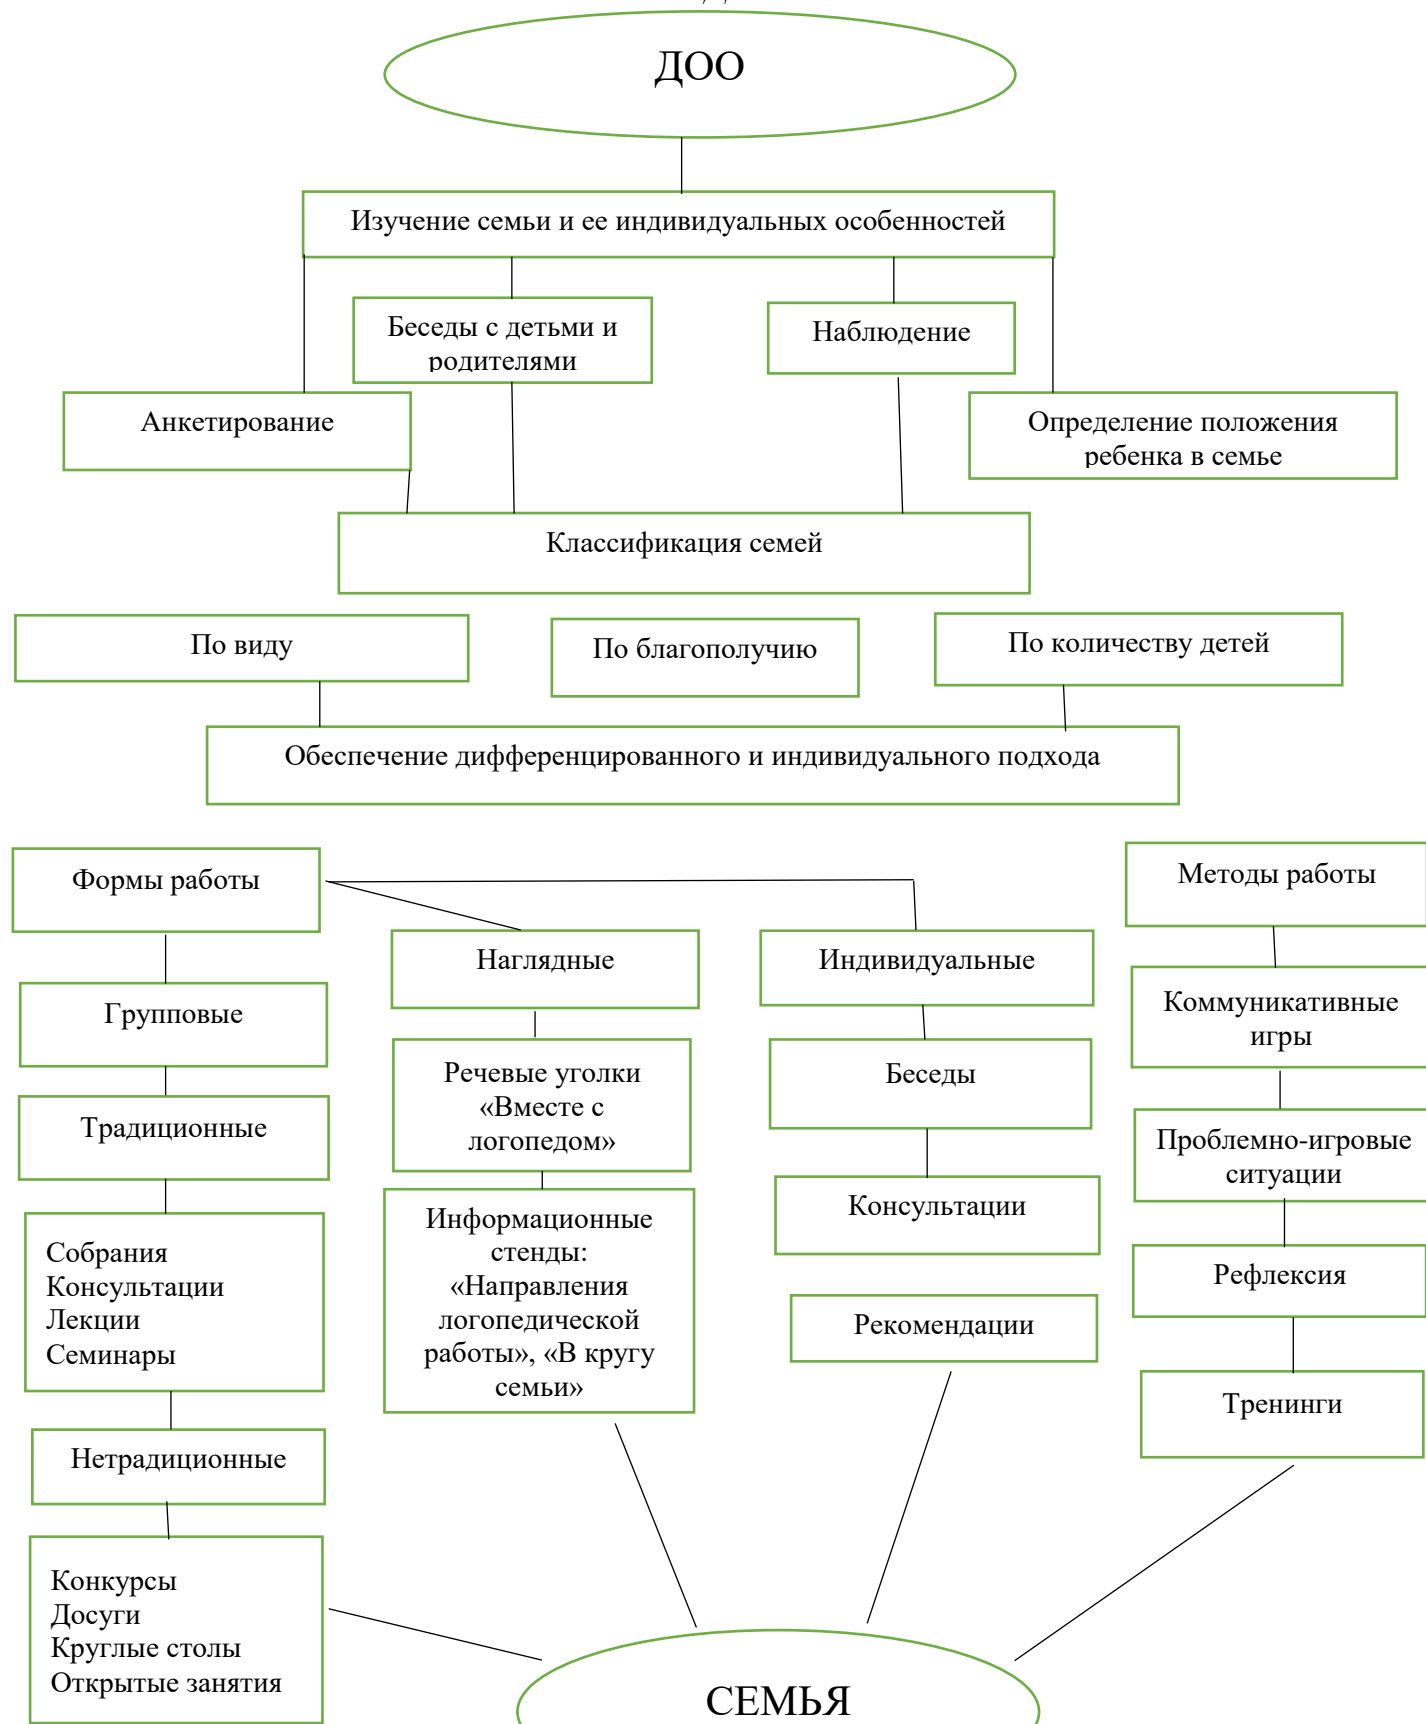 ДОО
Изучение семьи и ее индивидуальных особенностей
Беседы с детьми и
родителями
Наблюдение
Анкетирование
Определение положения
ребенка в семье
Классификация семей
По виду
По благополучию
По количеству детей
Обеспечение дифференцированного и индивидуального подхода
Формы работы
Методы работы
Наглядные
Индивидуальные
Групповые
Коммуникативные
игры
Речевые уголки
«Вместе с
логопедом»
Беседы
Традиционные
Проблемно-игровые
ситуации
Информационные
стенды:
«Направления
логопедической
работы», «В кругу
семьи»
Консультации
Собрания
Консультации
Лекции
Семинары
Рефлексия
Рекомендации
Тренинги
Нетрадиционные
Конкурсы
Досуги
Круглые столы
Открытые занятия
СЕМЬЯ